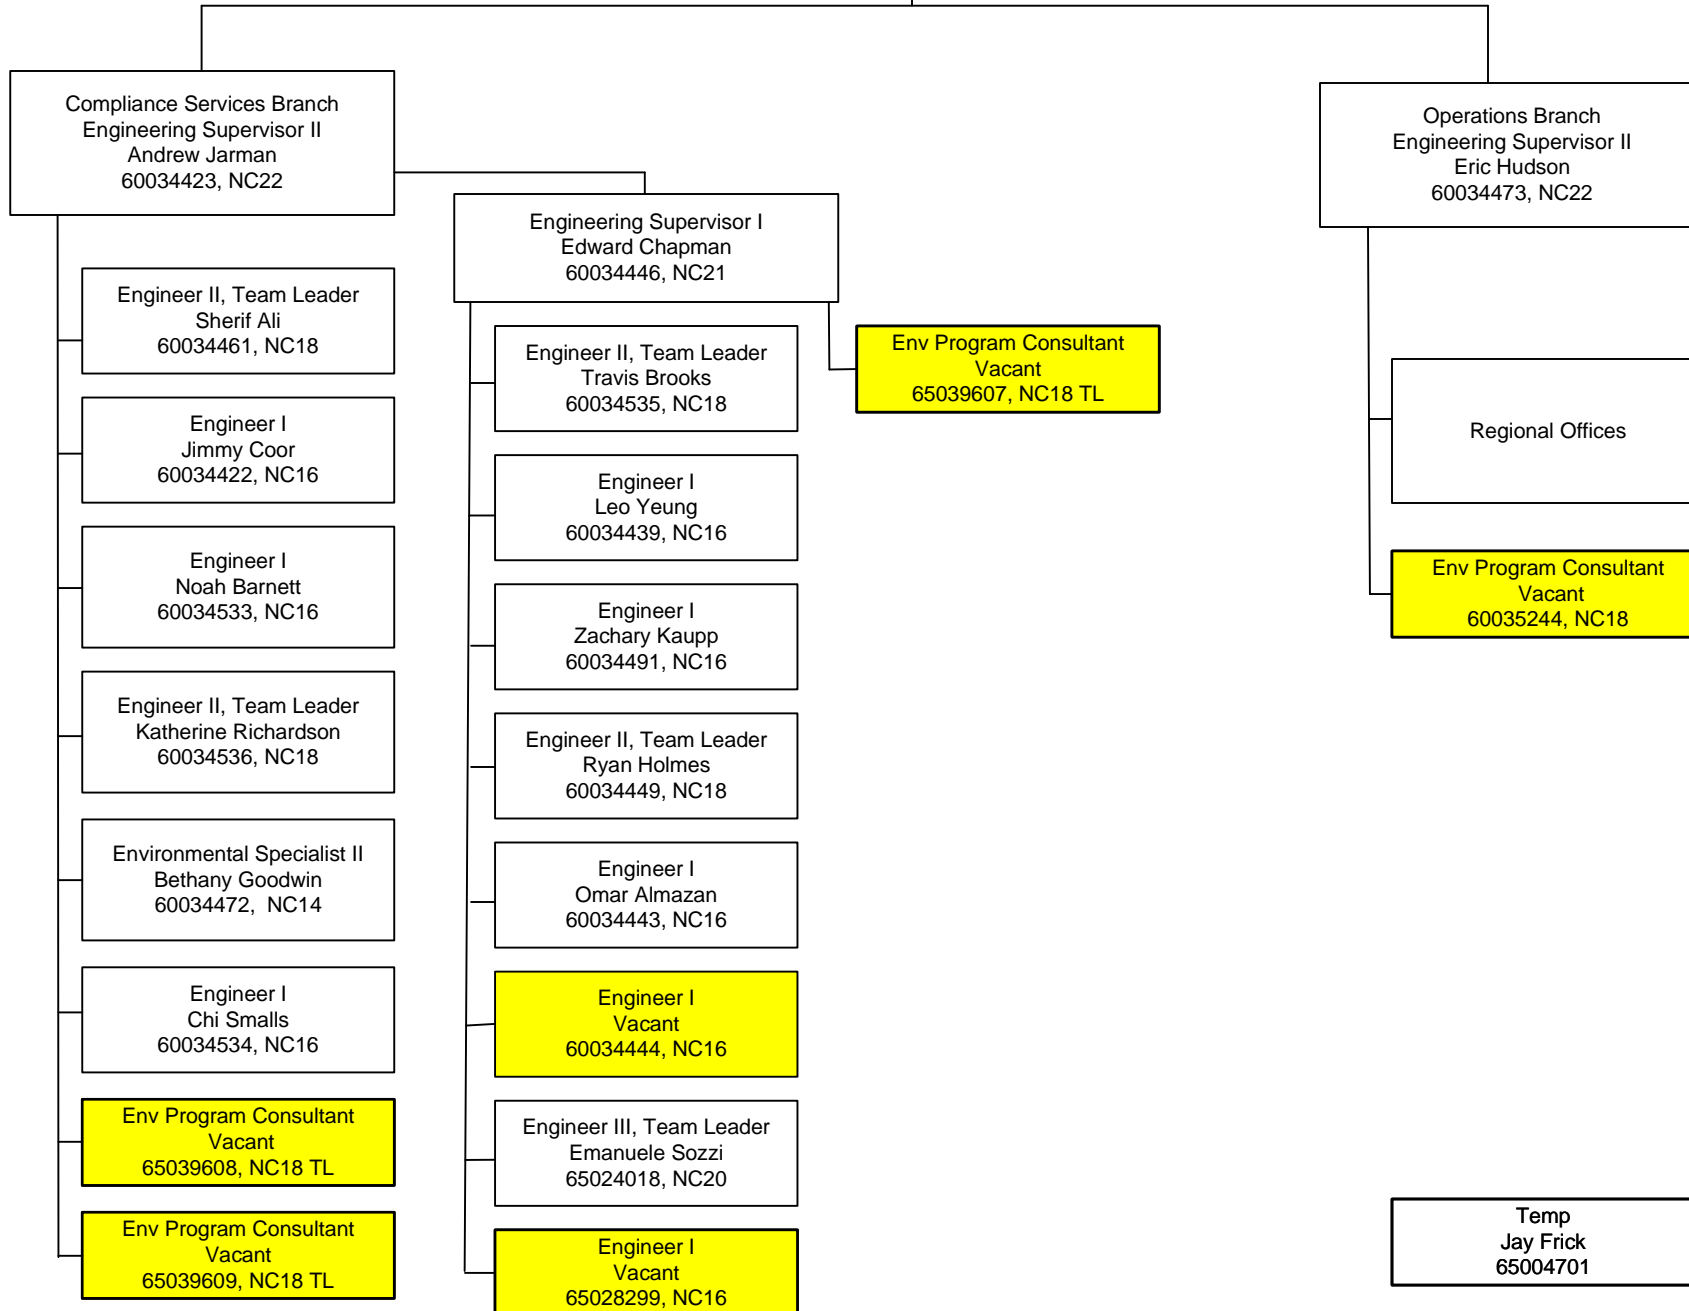 Compliance Services Branch
Engineering Supervisor II
Andrew Jarman
60034423, NC22
Engineer II, Team Leader
Sherif Ali
60034461, NC18
Engineer I
Jimmy Coor
60034422, NC16
Engineer I
Noah Barnett
60034533, NC16
Engineer II, Team Leader
Katherine Richardson
60034536, NC18
Environmental Specialist II
Bethany Goodwin
60034472, NC14
Engineer I
Chi Smalls
60034534, NC16
Env Program Consultant
Vacant
65039608, NC18 TL
Env Program Consultant
Vacant
65039609, NC18 TL
Engineering Supervisor I
Edward Chapman
60034446, NC21
Engineer II, Team Leader
Travis Brooks
60034535, NC18
Engineer I
Leo Yeung
60034439, NC16
Engineer I
Zachary Kaupp
60034491, NC16
Engineer II, Team Leader
Ryan Holmes
60034449, NC18
Engineer I
Omar Almazan
60034443, NC16
Engineer I
Vacant
60034444, NC16
Engineer III, Team Leader
Emanuele Sozzi
65024018, NC20
Engineer I
Vacant
65028299, NC16
Env Program Consultant
Vacant
65039607, NC18 TL
Operations Branch
Engineering Supervisor II
Eric Hudson
60034473, NC22
Regional Offices
Env Program Consultant
Vacant
60035244, NC18
Temp
Jay Frick
65004701